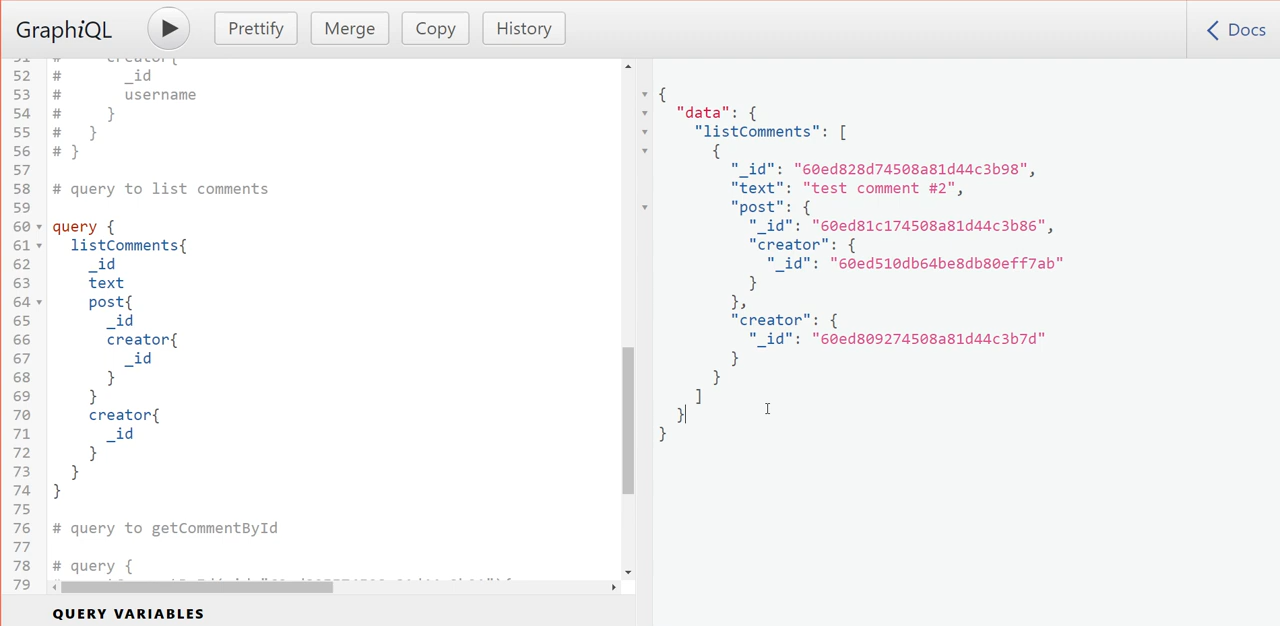 GraphiQL
Prettify
Merge
Copy
History
Docs
51 # creator{
52 # _id
53 # username
54 # }
55 # }
56 # }
57
58 # query to list comments
59
60 query {
61 listComments{
62 _id
63 text
64 post{
65 _id
66 creator{
67 _id
68 }
69 }
70 creator{
71 _id
72 }
73 }
74 }
75
76 # query to getCommentById
77
78 # query {
79
QUERY VARIABLES
{
"data": {
"listComments": [
{
"_id": "60ed828d74508a81d44c3b98",
"text": "test comment #2",
"post": {
"_id": "60ed81c174508a81d44c3b86",
"creator": {
"_id": "60ed510db64be8db80eff7ab"
}
},
"creator": {
"_id": "60ed809274508a81d44c3b7d"
}
}
]
}
}